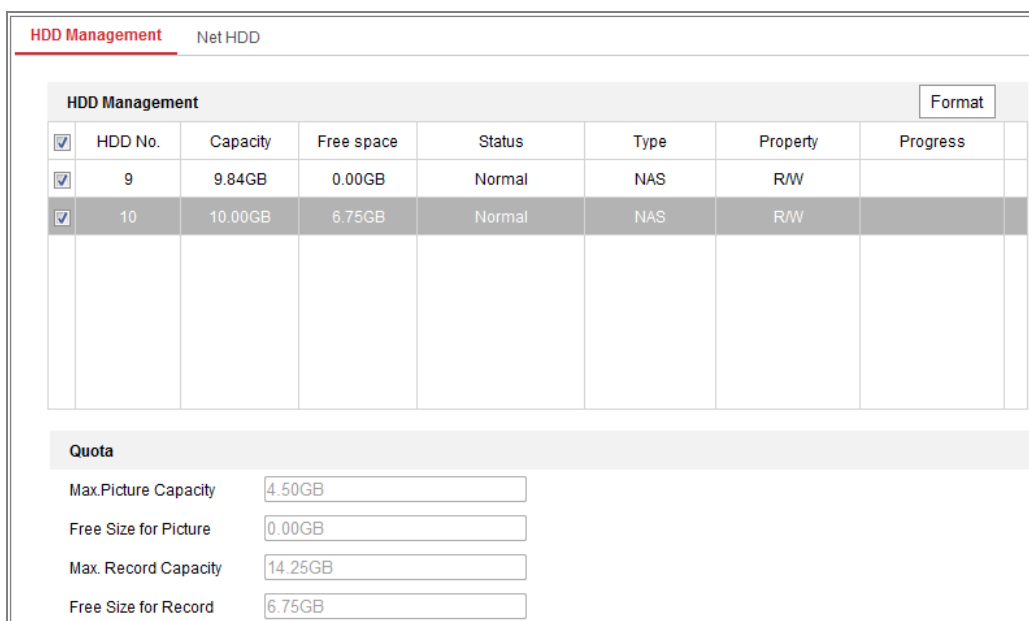 HDD Management Net HDD
HDD Management Format
HDD No. Capacity Free space Status Type Property Progress
9 9.84GB 0.00GB Normal NAS R/W
10 10.00GB 6.75GB Normal NAS R/W
Quota
Max.Picture Capacity 4.50GB
Free Size for Picture 0.00GB
Max. Record Capacity 14.25GB
Free Size for Record 6.75GB